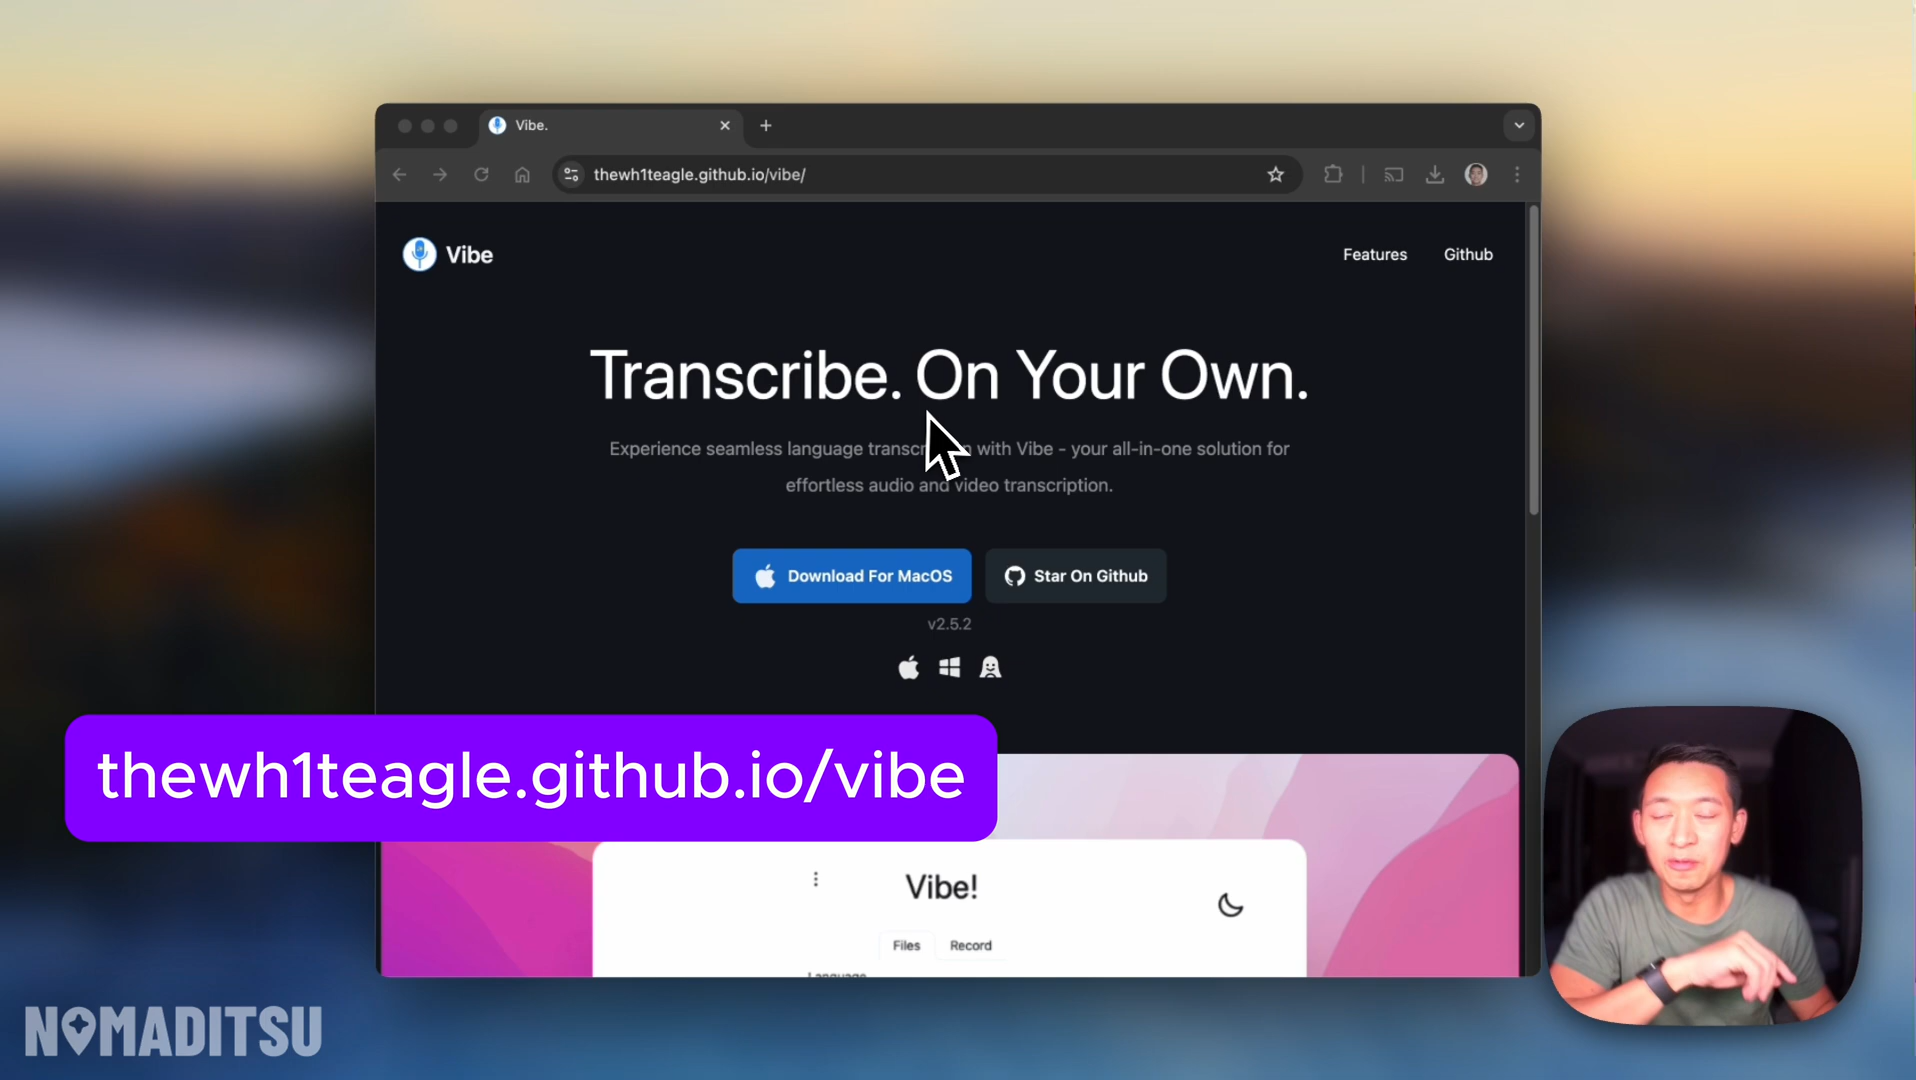 Vibe.
thewh1teagle.github.io/vibe/
Vibe
Features
Github
Transcribe. On Your Own.
Experience seamless language transcr with Vibe - your all-in-one solution for
effortless audio and video transcription.
Download For MacOS
Star On Github
v2.5.2
thewh1teagle.github.io/vibe
Vibe!
Files
Record
Language
NOMADITSU